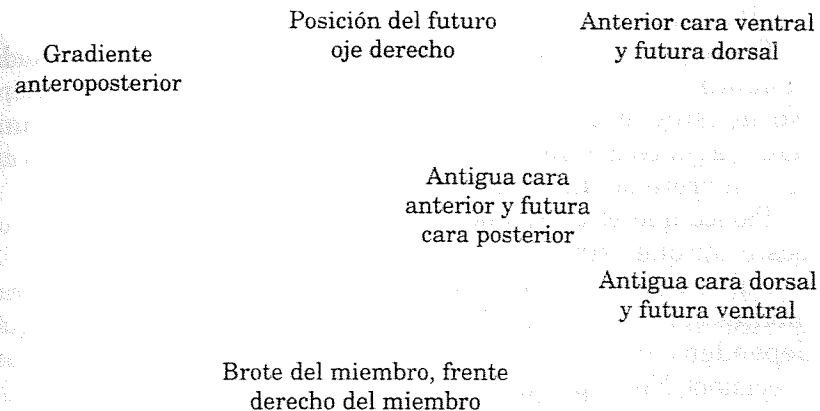 Posición del futuro
oje derecho
Anterior cara ventral
y futura dorsal
Gradiente
anteroposterior
Antigua cara
anterior y futura
cara posterior
Antigua cara dorsal
y futura ventral
Brote del miembro, frente
derecho del miembro